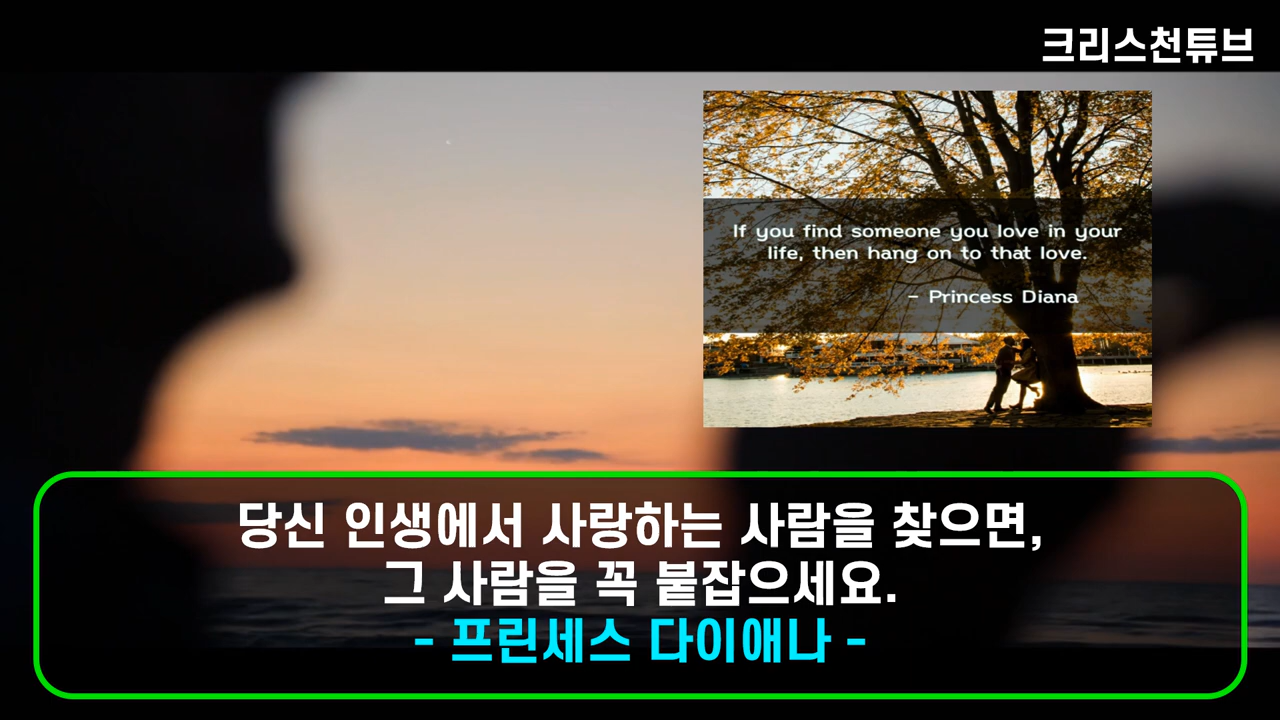 크리스천튜브
If you find someone you love in your
life, then hang on to that love.
- Princess Diana
당신 인생에서 사랑하는 사람을 찾으면,
그 사람을 꼭 붙잡으세요.
- 프린세스 다이애나 -